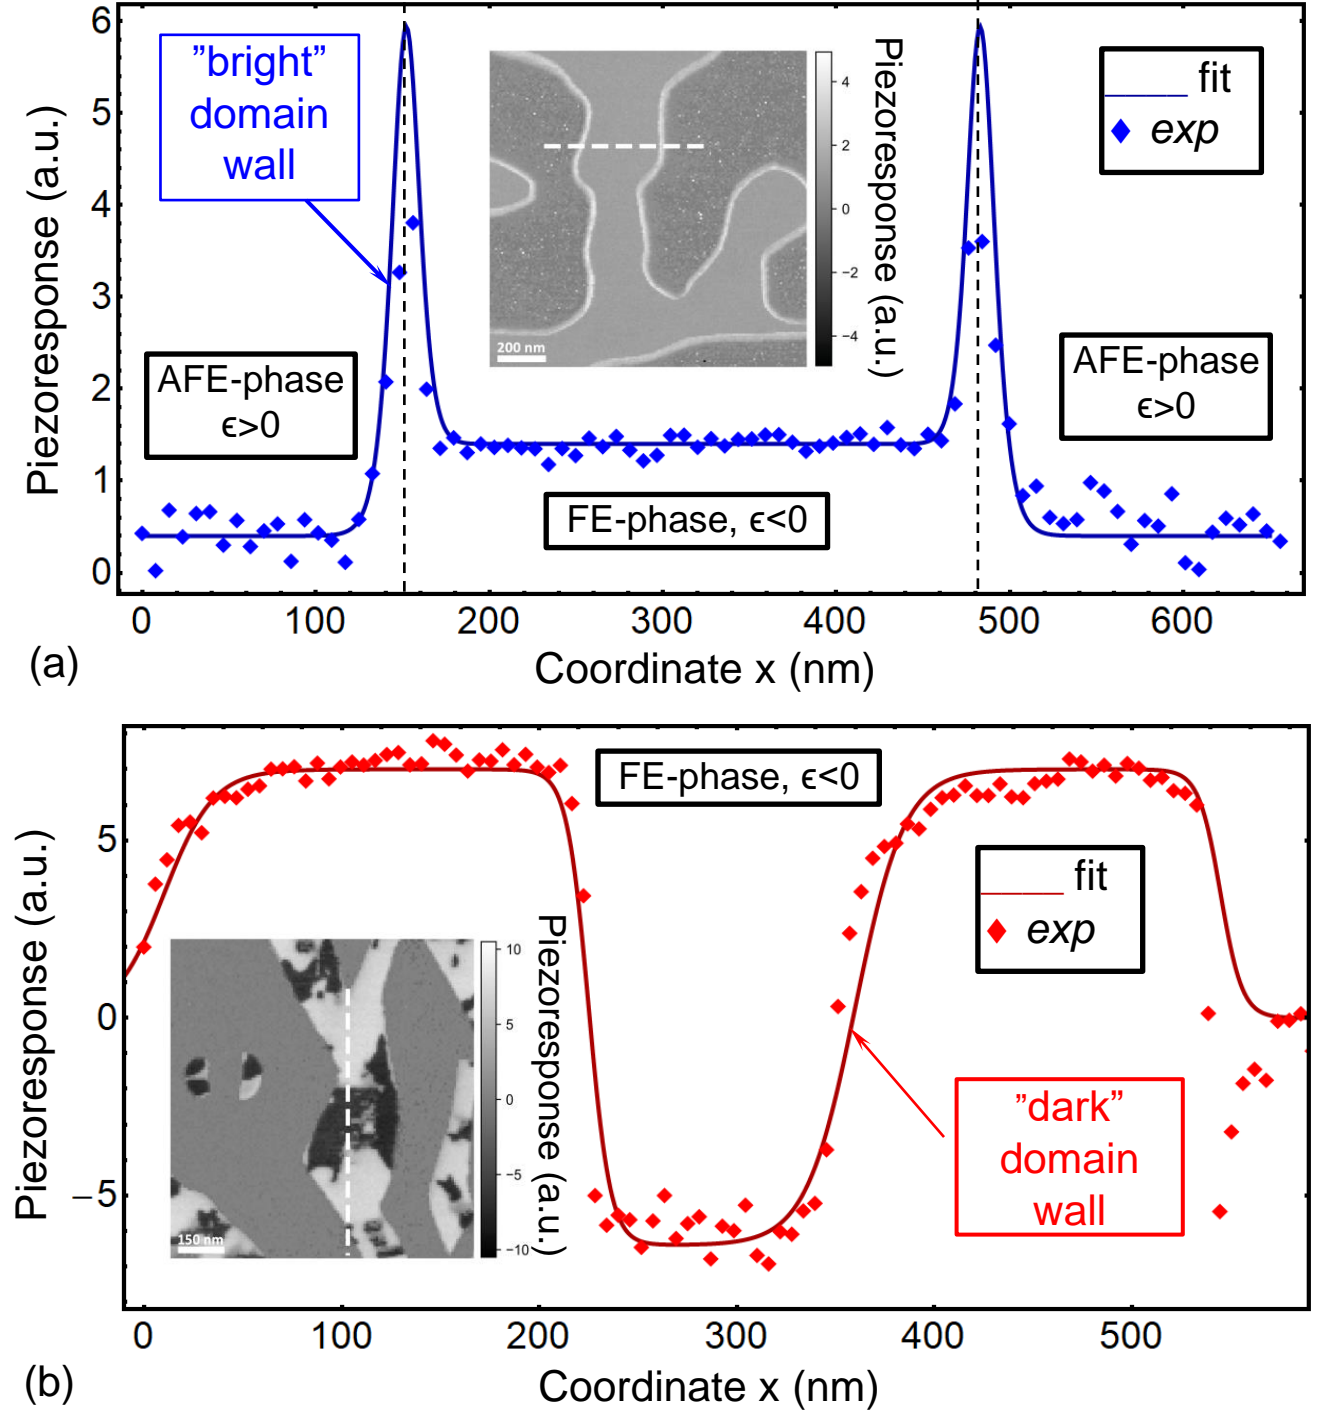 Piezoresponse (a.u.)
6
5
4
3
2
1
0
"bright"
domain
wall
AFE-phase
ϵ>0
200 nm
4
2
0
−2
−4
Piezoresponse (a.u.)
fit
exp
AFE-phase
ϵ>0
FE-phase, ϵ<0
0
100
200
300
400
500
600
(a)
Coordinate x (nm)
Piezoresponse (a.u.)
5
0
−5
FE-phase, ϵ<0
fit
exp
150 nm
10
5
0
−5
−10
Piezoresponse (a.u.)
"dark"
domain
wall
0
100
200
300
400
500
(b)
Coordinate x (nm)